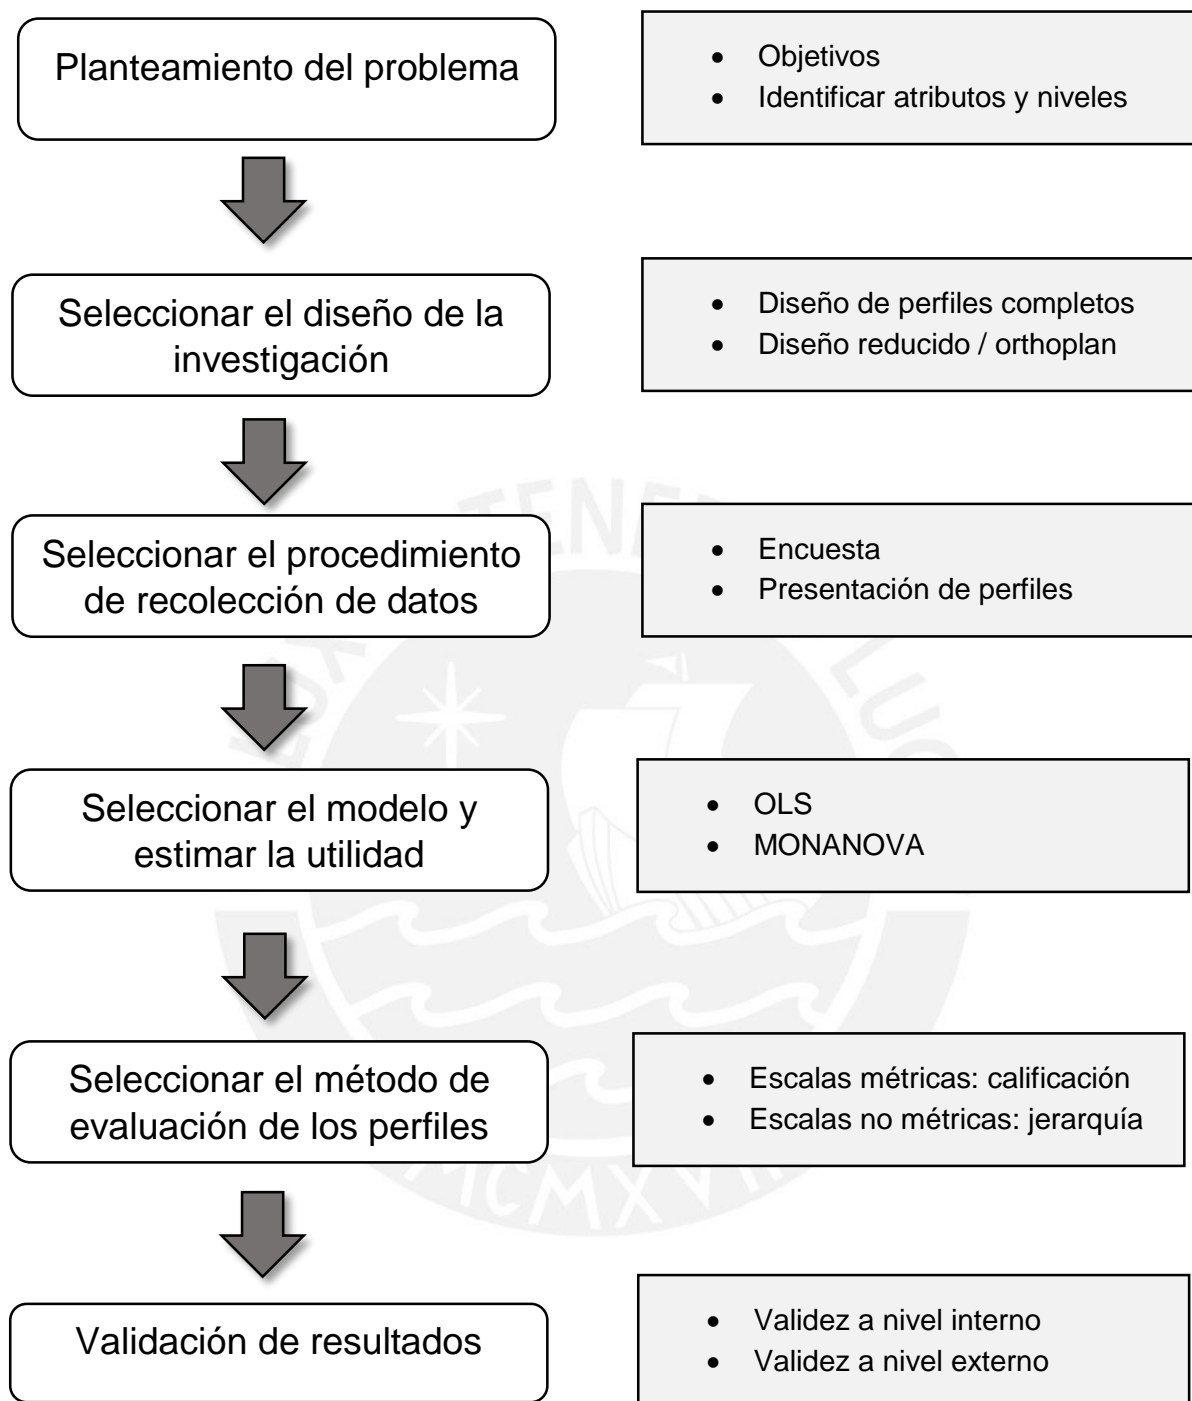 Planteamiento del problema
• Objetivos
• Identificar atributos y niveles
Seleccionar el diseño de la
investigación
• Diseño de perfiles completos
• Diseño reducido / orthoplan
Seleccionar el procedimiento
de recolección de datos
• Encuesta
• Presentación de perfiles
Seleccionar el modelo y
estimar la utilidad
• OLS
• MONANOVA
Seleccionar el método de
evaluación de los perfiles
• Escalas métricas: calificación
• Escalas no métricas: jerarquía
Validación de resultados
• Validez a nivel interno
• Validez a nivel externo